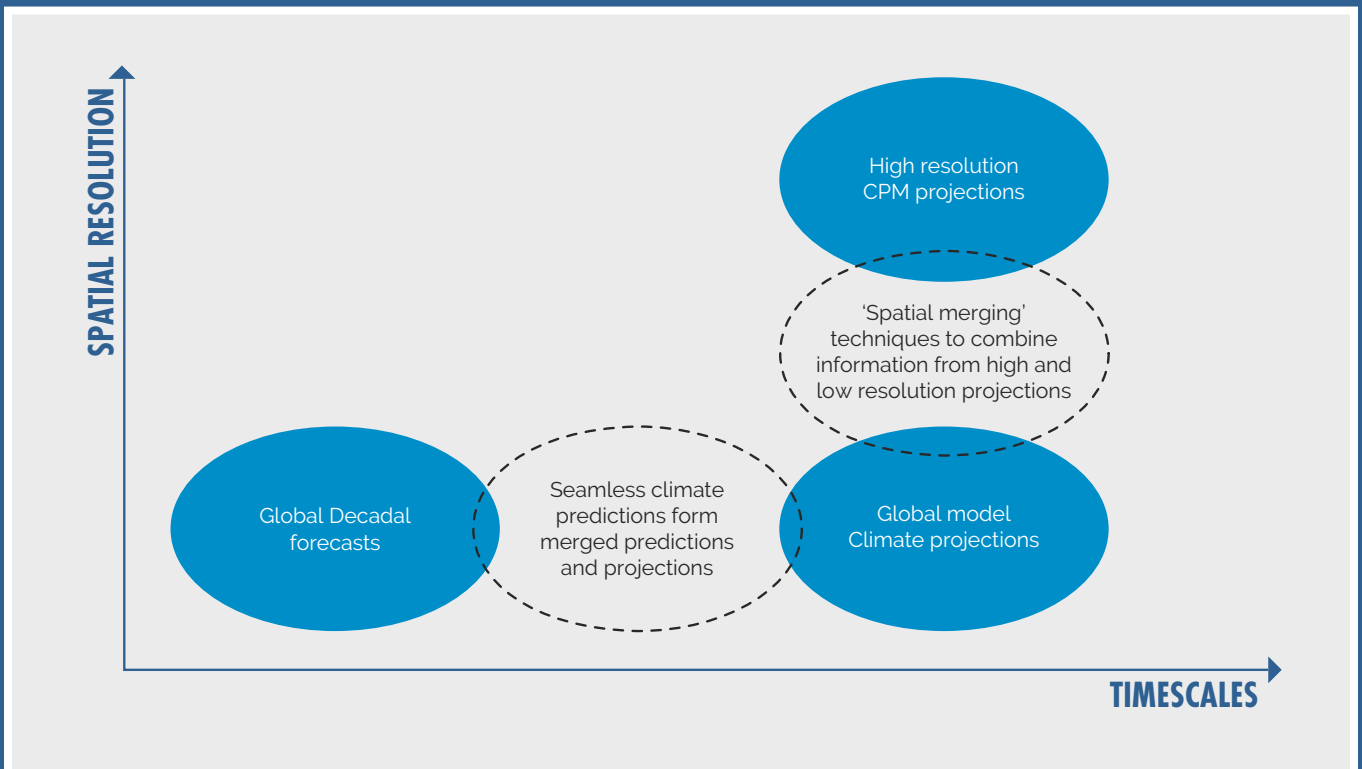 SPATIAL RESOLUTION
High resolution
CPM projections
‘Spatial merging’
techniques to combine
information from high and
low resolution projections
Global Decadal
forecasts
Seamless climate
predictions form
merged predictions
and projections
Global model
Climate projections
TIMESCALES